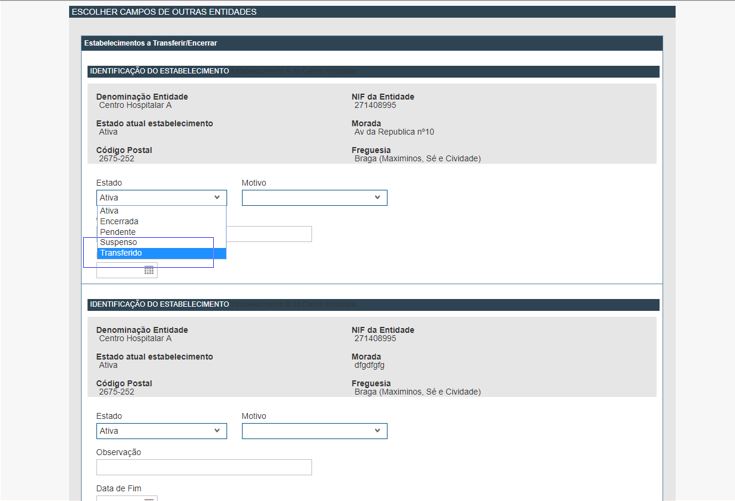 ESCOLHER CAMPOS DE OUTRAS ENTIDADES
Estabelecimentos a Transferir/Encerrar
IDENTIFICAÇÃO DO ESTABELECIMENTO
Denominação Entidade
NIF da Entidade
Centro Hospitalar A
271408995
Estado atual estabelecimento
Morada
Ativa
Av da Republica nº10
Código Postal
Freguesia
2675-252
Braga (Maximinos, Sé e Cividade)
Estado
Motivo
Ativa
Ativa
Encerrada
Pendente
Suspenso
Transferido
IDENTIFICAÇÃO DO ESTABELECIMENTO
Denominação Entidade
NIF da Entidade
Centro Hospitalar A
271408995
Estado atual estabelecimento
Morada
Ativa
dfgdfgfg
Código Postal
Freguesia
2675-252
Braga (Maximinos, Sé e Cividade)
Estado
Motivo
Ativa
Observação
Data de Fim